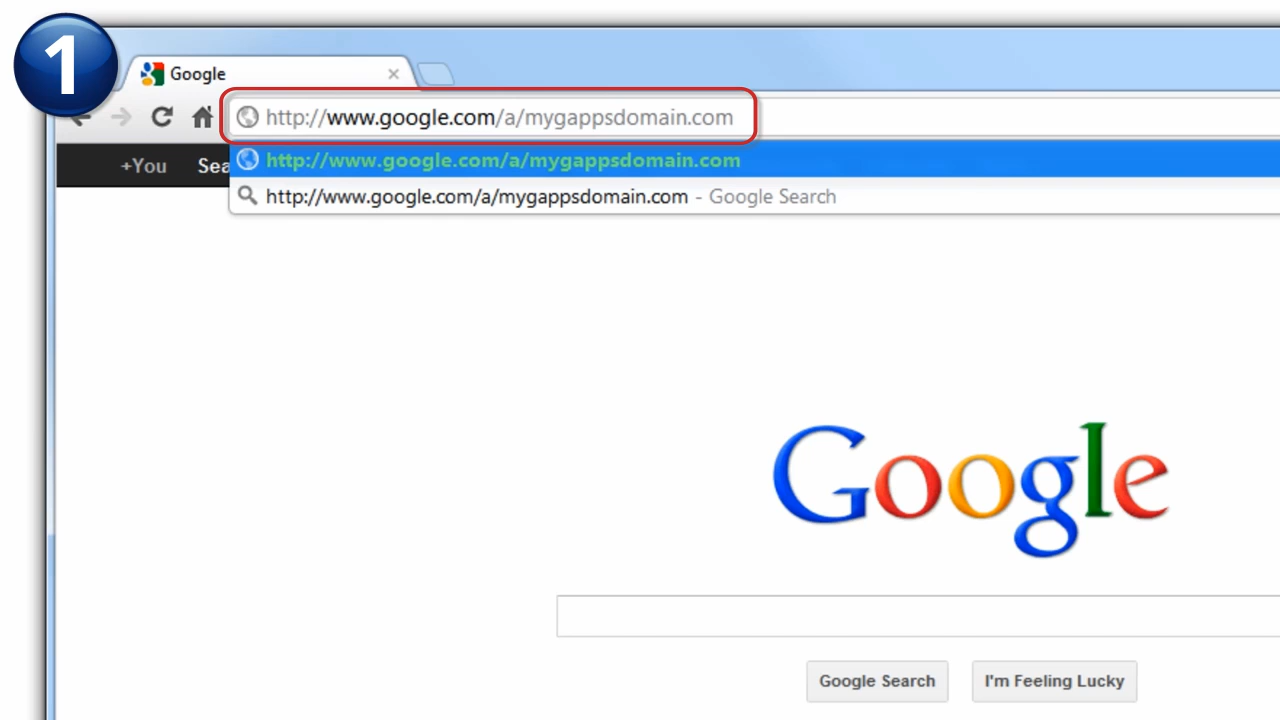 1
Google
http://www.google.com/a/mygappsdomain.com
http://www.google.com/a/mygappsdomain.com
+You Sea
http://www.google.com/a/mygappsdomain.com - Google Search
Google
Google Search I'm Feeling Lucky